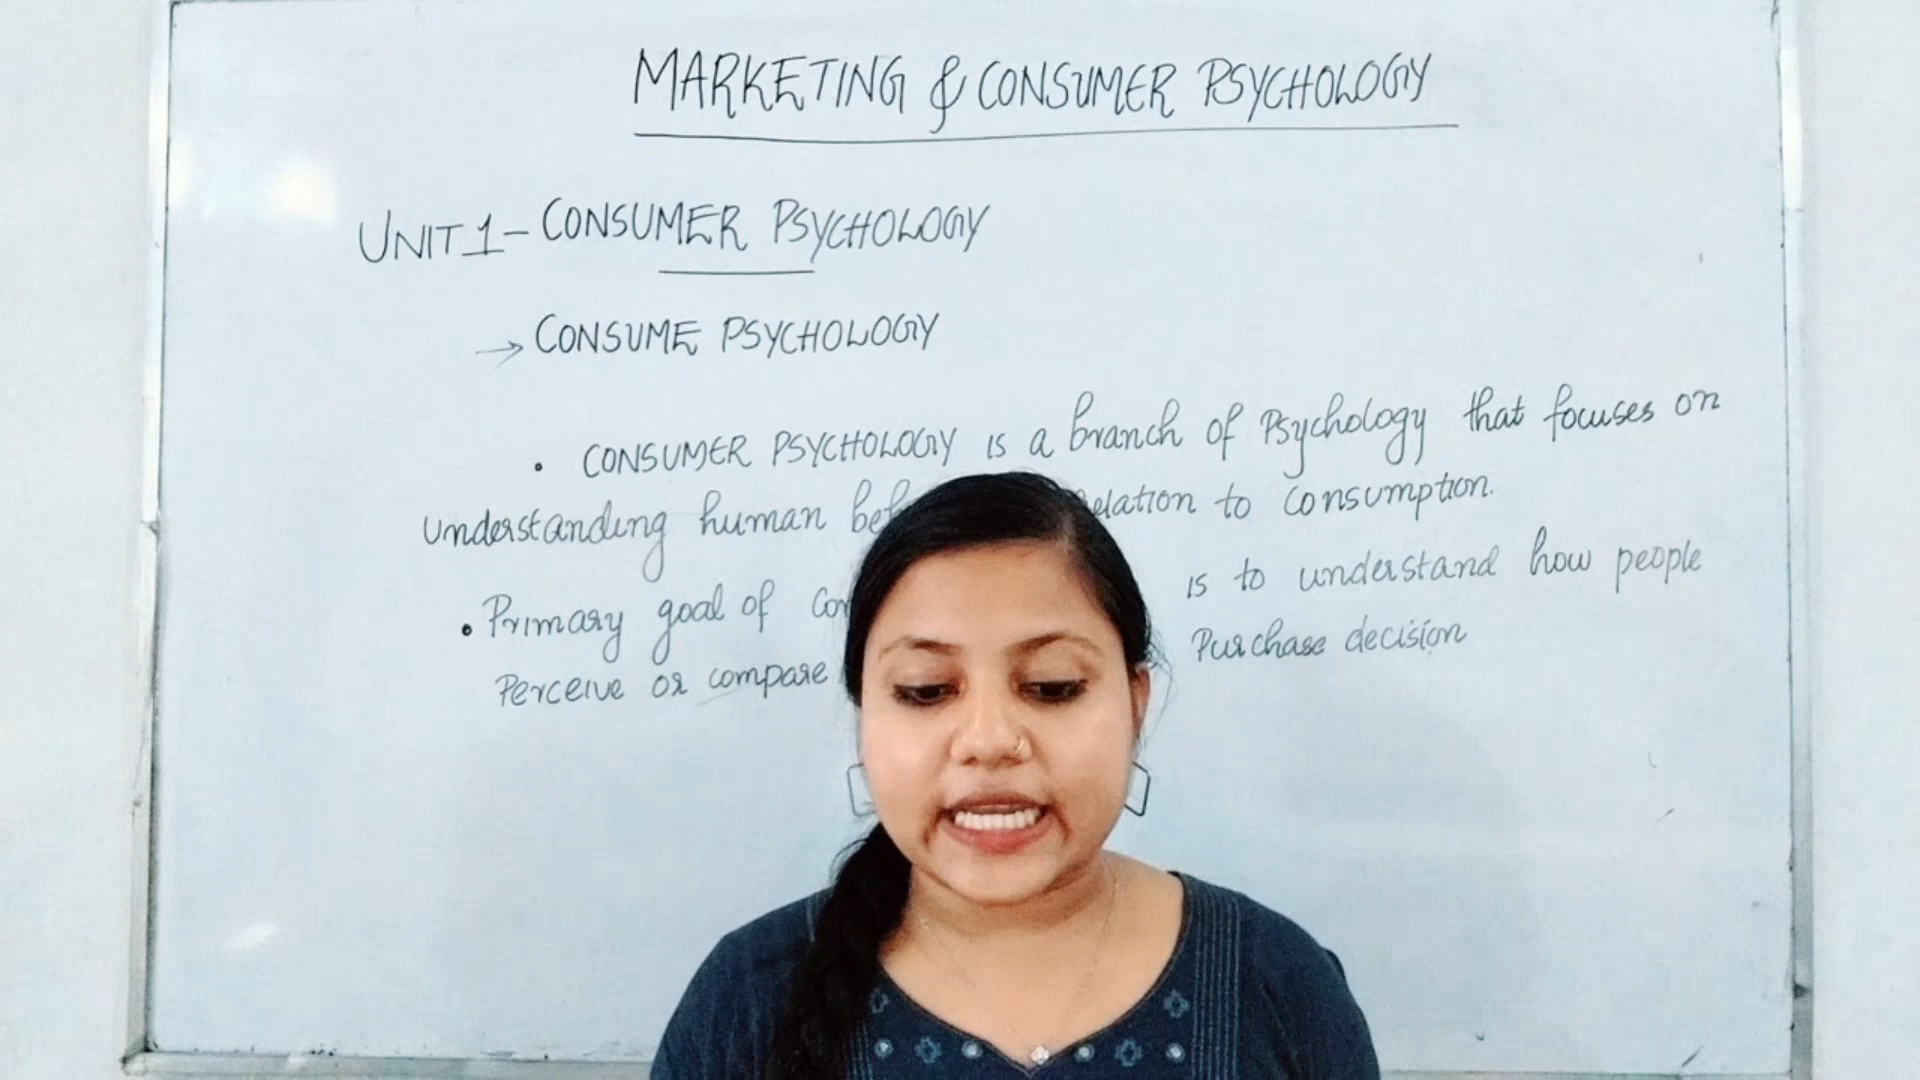 MARKETING & CONSUMER PSYCHOLOGY
UNIT 1 - CONSUMER PSYCHOLOGY
→ CONSUME PSYCHOLOGY
• CONSUMER PSYCHOLOGY is a branch of Psychology that focuses on
understanding human relation to consumption.
• Primary goal of is to understand how people
Perceive or compare Purchase decision